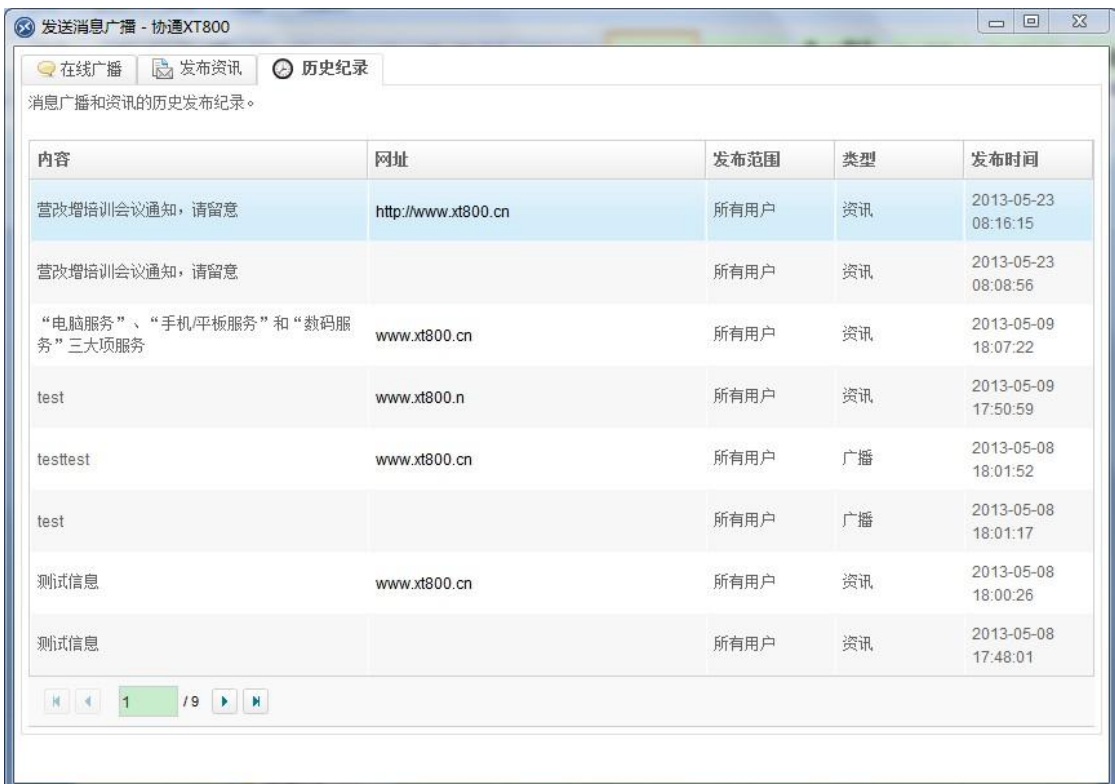 发送消息广播 - 协通XT800
在线广播 发布资讯 历史纪录
消息广播和资讯的历史发布纪录。
内容 网址 发布范围 类型 发布时间
营改增培训会议通知，请留意 http://www.xt800.cn 所有用户 资讯 2013-05-23
08:16:15
营改增培训会议通知，请留意 所有用户 资讯 2013-05-23
08:08:56
“电脑服务”、“手机/平板服务”和“数码服
务”三大项服务 www.xt800.cn 所有用户 资讯 2013-05-09
18:07:22
test www.xt800.n 所有用户 资讯 2013-05-09
17:50:59
testtest www.xt800.cn 所有用户 广播 2013-05-08
18:01:52
test 所有用户 广播 2013-05-08
18:01:17
测试信息 www.xt800.cn 所有用户 资讯 2013-05-08
18:00:26
测试信息 所有用户 资讯 2013-05-08
17:48:01
1 / 9